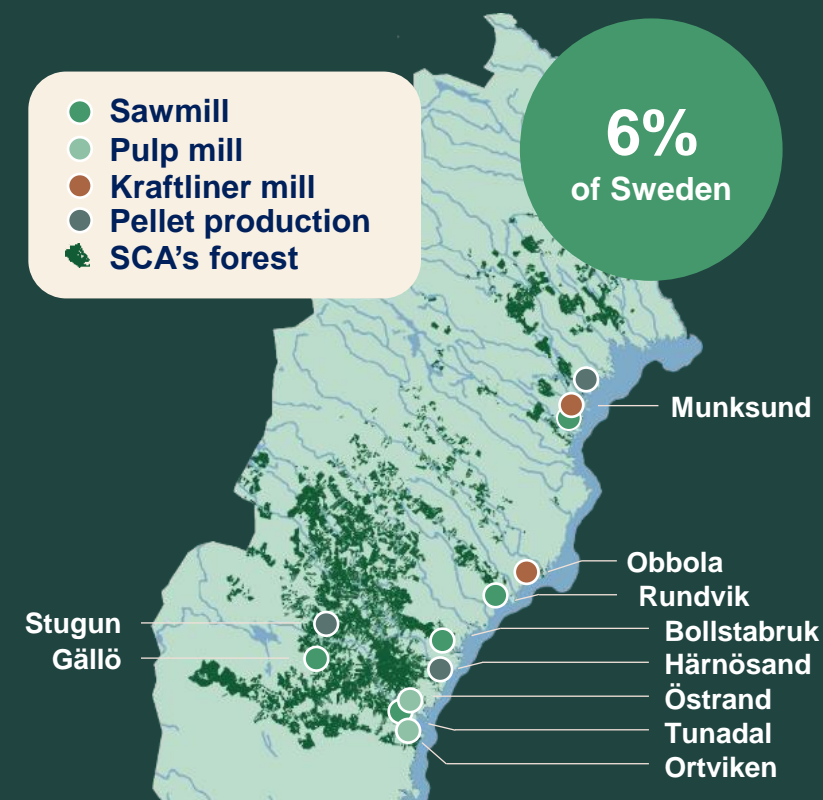 Sawmill
Pulp mill
Kraftliner mill
Pellet production
SCA’s forest
6%
of Sweden
Munksund
Obbola
Rundvik
Bollstabruk
Härnösand
Östrand
Tunadal
Ortviken
Stugun
Gällö